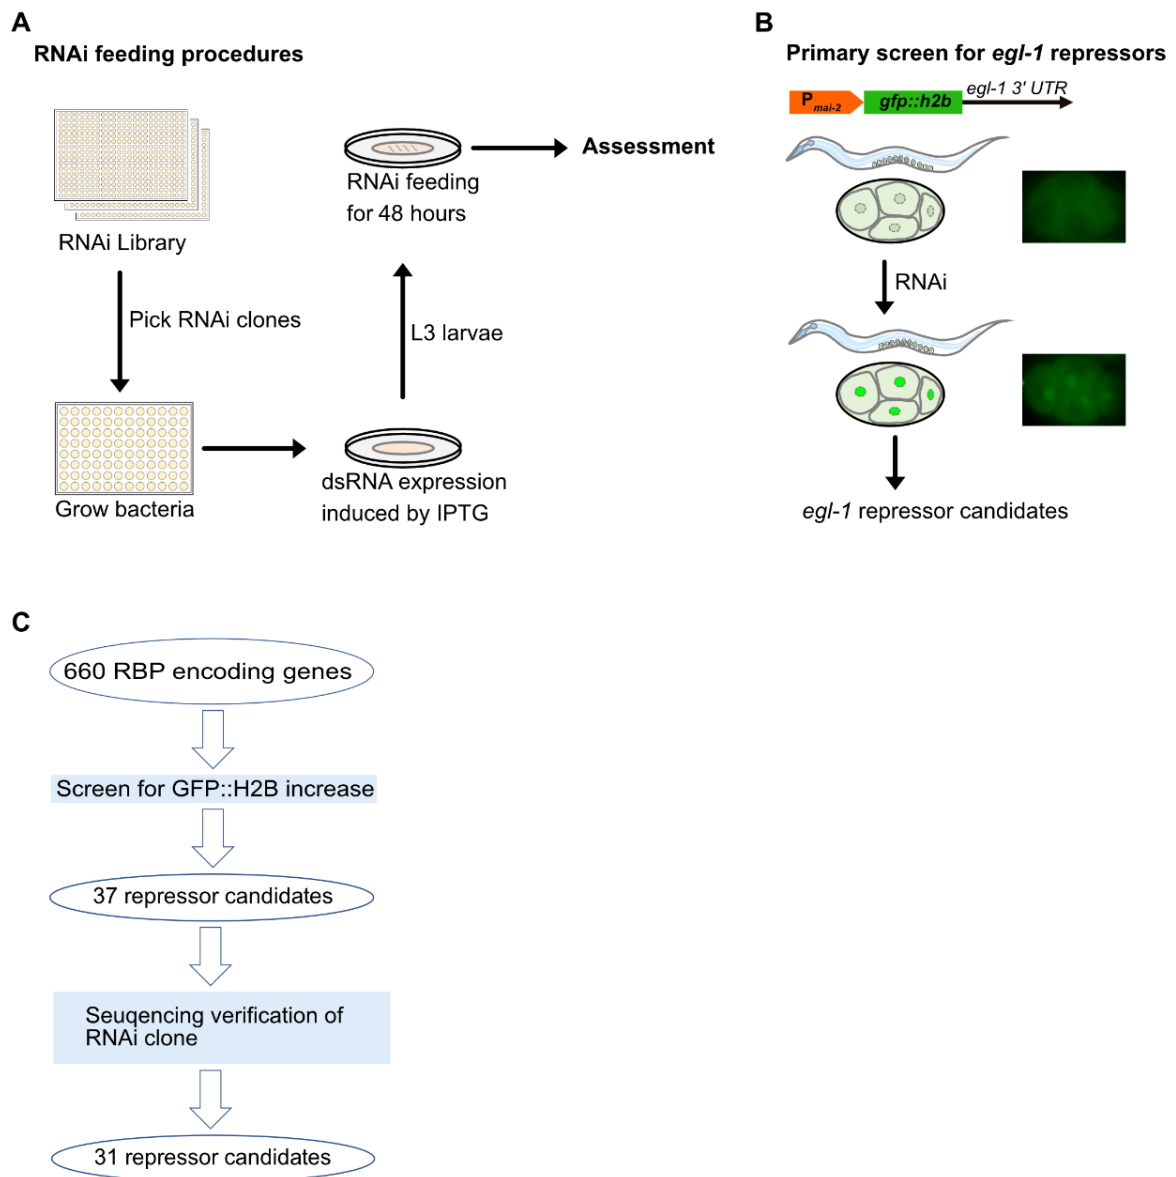 A
RNAi feeding procedures
RNAi Library
Pick RNAi clones
Grow bacteria
dsRNA expression
induced by IPTG
L3 larvae
RNAi feeding
for 48 hours
Assessment
B
Primary screen for egl-1 repressors
Pmai-2 gfp::h2b egl-1 3' UTR
RNAi
egl-1 repressor candidates
C
660 RBP encoding genes
Screen for GFP::H2B increase
37 repressor candidates
Seuqencing verification of
RNAi clone
31 repressor candidates